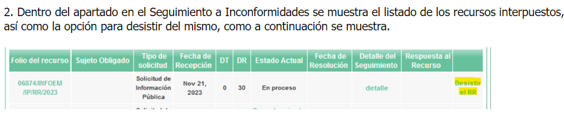 2. Dentro del apartado en el Seguimiento a Inconformidades se muestra el listado de los recursos interpuestos,
así como la opción para desistir del mismo, como a continuación se muestra.
Folio del recurso Sujeto Obligado Tipo de solicitud Fecha de Recepción DT DR Estado Actual Fecha de Resolución Detalle del Seguimiento Respuesta al Recurso
06874/INFOEM
/IP/RR/2023
Solicitud de
Información
Pública
Nov 21,
2023
0 30 En proceso detalle
Desistir
el RR